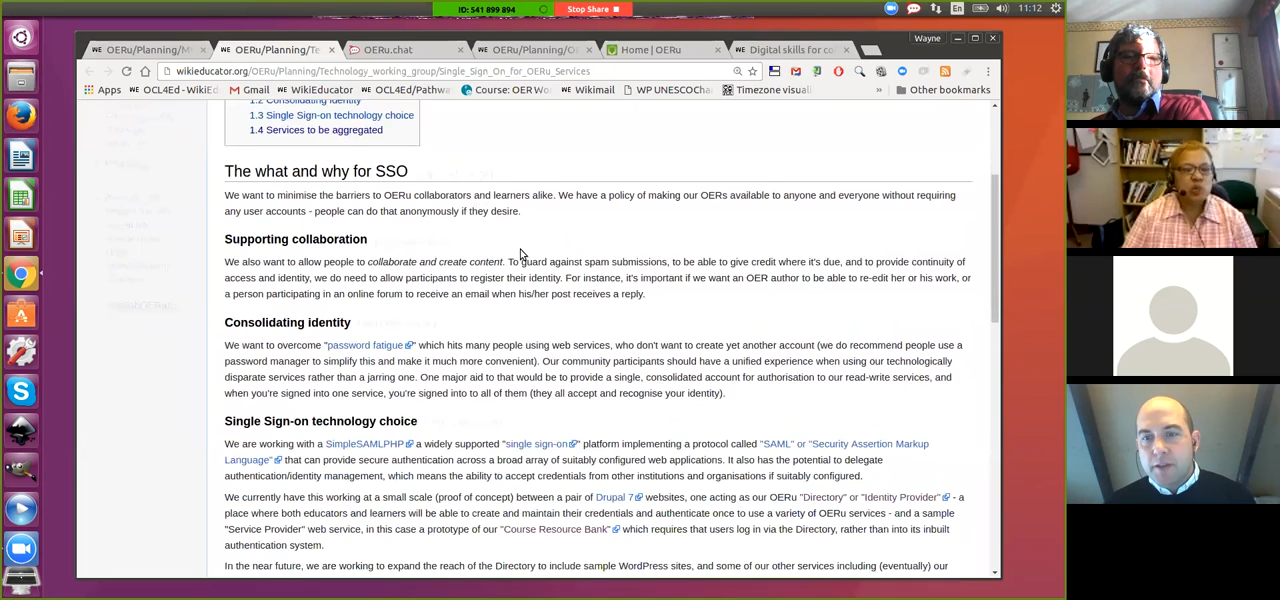 ID: 541 899 894
Stop Share
En
11:12
Wayne
OERu/Planning/M
OERu/Planning/Te
OERu.chat
OERu/Planning/O
Home | OERu
Digital skills for co
wikieducator.org/OERu/Planning/Technology_working_group/Single_Sign_On_for_OERu_Services
Apps
OCL4Ed - WikiEd
Gmail
WikiEducator
OCL4Ed/Pathwa
Course: OER Wo
Wikimail
WP UNESCOCha
Timezone visuali
»
Other bookmarks
1.2 Consolidating identity
1.3 Single Sign-on technology choice
1.4 Services to be aggregated
The what and why for SSO
We want to minimise the barriers to OERu collaborators and learners alike. We have a policy of making our OERs available to anyone and everyone without requiring
any user accounts - people can do that anonymously if they desire.
Supporting collaboration
We also want to allow people to collaborate and create content. To guard against spam submissions, to be able to give credit where it's due, and to provide continuity of
access and identity, we do need to allow participants to register their identity. For instance, it's important if we want an OER author to be able to re-edit her or his work, or
a person participating in an online forum to receive an email when his/her post receives a reply.
Consolidating identity
We want to overcome "password fatigue" which hits many people using web services, who don't want to create yet another account (we do recommend people use a
password manager to simplify this and make it much more convenient). Our community participants should have a unified experience when using our technologically
disparate services rather than a jarring one. One major aid to that would be to provide a single, consolidated account for authorisation to our read-write services, and
when you're signed into one service, you're signed into to all of them (they all accept and recognise your identity).
Single Sign-on technology choice
We are working with a SimpleSAMLPHP a widely supported "single sign-on" platform implementing a protocol called "SAML" or "Security Assertion Markup
Language" that can provide secure authentication across a broad array of suitably configured web applications. It also has the potential to delegate
authentication/identity management, which means the ability to accept credentials from other institutions and organisations if suitably configured.
We currently have this working at a small scale (proof of concept) between a pair of Drupal 7 websites, one acting as our OERu "Directory" or "Identity Provider" - a
place where both educators and learners will be able to create and maintain their credentials and authenticate once to use a variety of OERu services - and a sample
"Service Provider" web service, in this case a prototype of our "Course Resource Bank" which requires that users log in via the Directory, rather than into its inbuilt
authentication system.
In the near future, we are working to expand the reach of the Directory to include sample WordPress sites, and some of our other services including (eventually) our